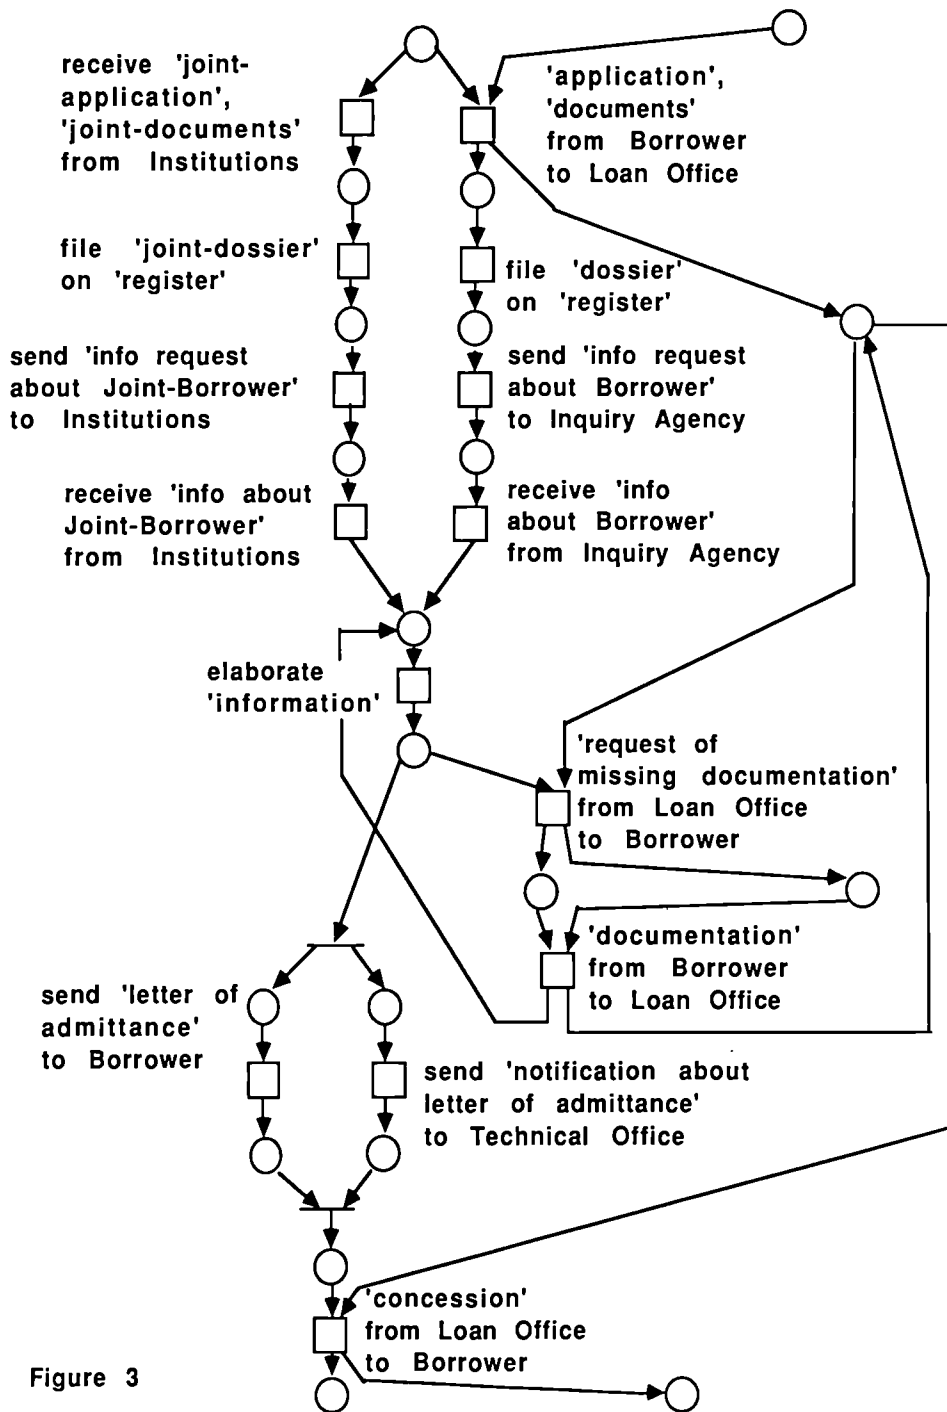 receive 'joint-
application',
'joint-documents'
from Institutions
'application',
'documents'
from Borrower
to Loan Office
file 'joint-dossier'
on 'register'
file 'dossier'
on 'register'
send 'info request
about Joint-Borrower'
to Institutions
send 'info request
about Borrower'
to Inquiry Agency
receive 'info about
Joint-Borrower'
from Institutions
receive 'info
about Borrower'
from Inquiry Agency
elaborate
'information'
'request of
missing documentation'
from Loan Office
to Borrower
'documentation'
from Borrower
to Loan Office
send 'letter of
admittance'
to Borrower
send 'notification about
letter of admittance'
to Technical Office
'concession'
from Loan Office
to Borrower
Figure 3